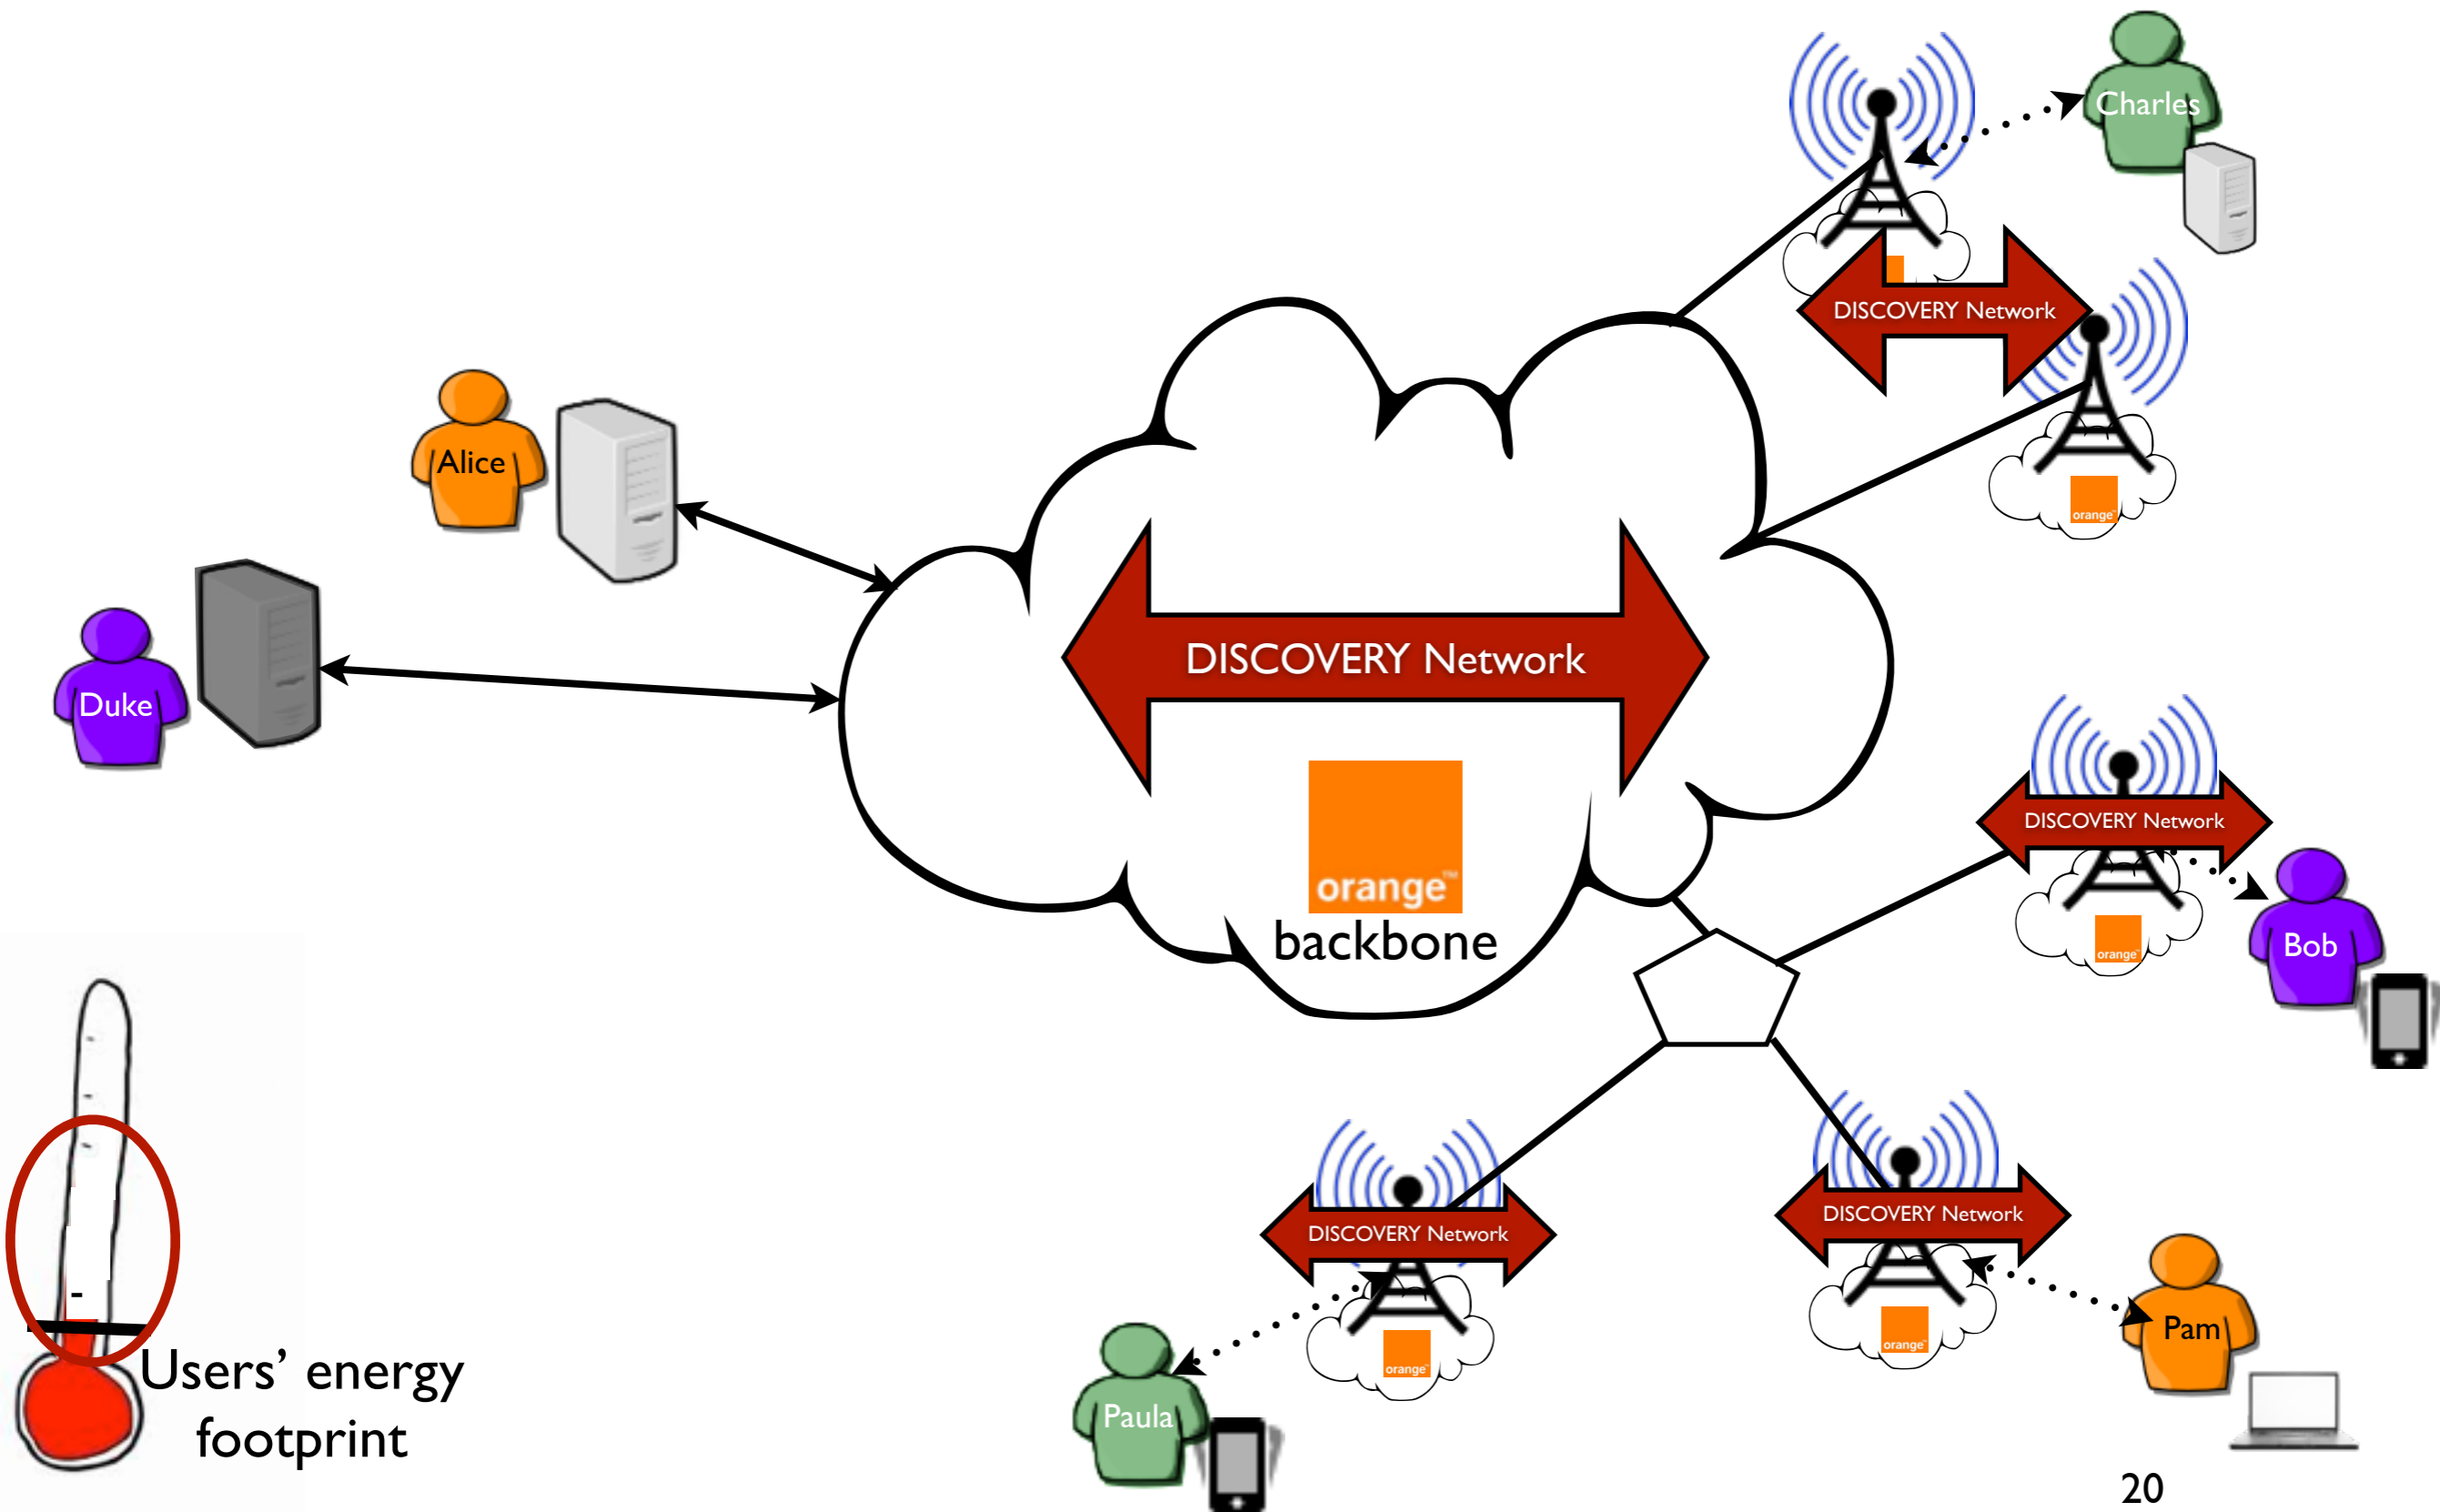 Charles
DISCOVERY Network
orange
Alice
Duke
DISCOVERY Network
orange™
backbone
DISCOVERY Network
orange
Bob
DISCOVERY Network
orange
Pam
DISCOVERY Network
orange
Paula
Users’ energy
footprint
20